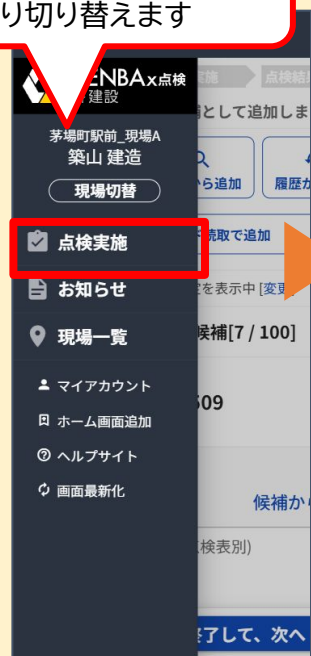 り切り替えます
ENBAx点検
建設
茅場町駅前_現場A
築山 建造
現場切替
点検実施
お知らせ
現場一覧
マイアカウント
ホーム画面追加
ヘルプサイト
画面最新化
実施
点検結
として追加しま
から追加
履歴か
読取で追加
を表示中 [変更]
候補[7 / 100]
509
候補か
検表別)
終了して、次へ